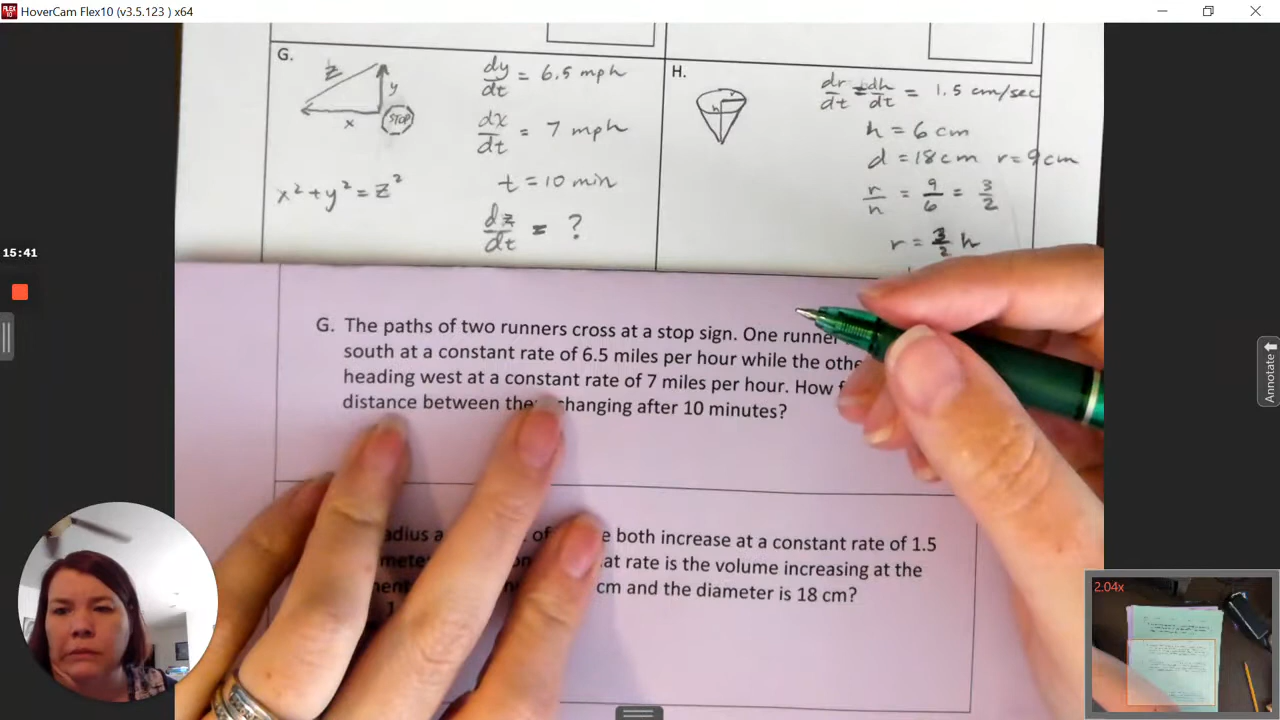 FLEX 10 HoverCam Flex10 (v3.5.123 ) x64
G.
z
y
x
STOP
x² + y² = z²
dy/dt = 6.5 mph
dx/dt = 7 mph
t = 10 min
dz/dt = ?
H.
r
h
dr/dt = dh/dt = 1.5 cm/sec
h = 6 cm
d = 18 cm r = 9 cm
r/h = 9/6 = 3/2
r = 3/2 h
15:41
Annotate
G. The paths of two runners cross at a stop sign. One runner
south at a constant rate of 6.5 miles per hour while the
heading west at a constant rate of 7 miles per hour. How
distance between changing after 10 minutes?
both increase at a constant rate of 1.5
rate is the volume increasing at the
cm and the diameter is 18 cm?
2.04x